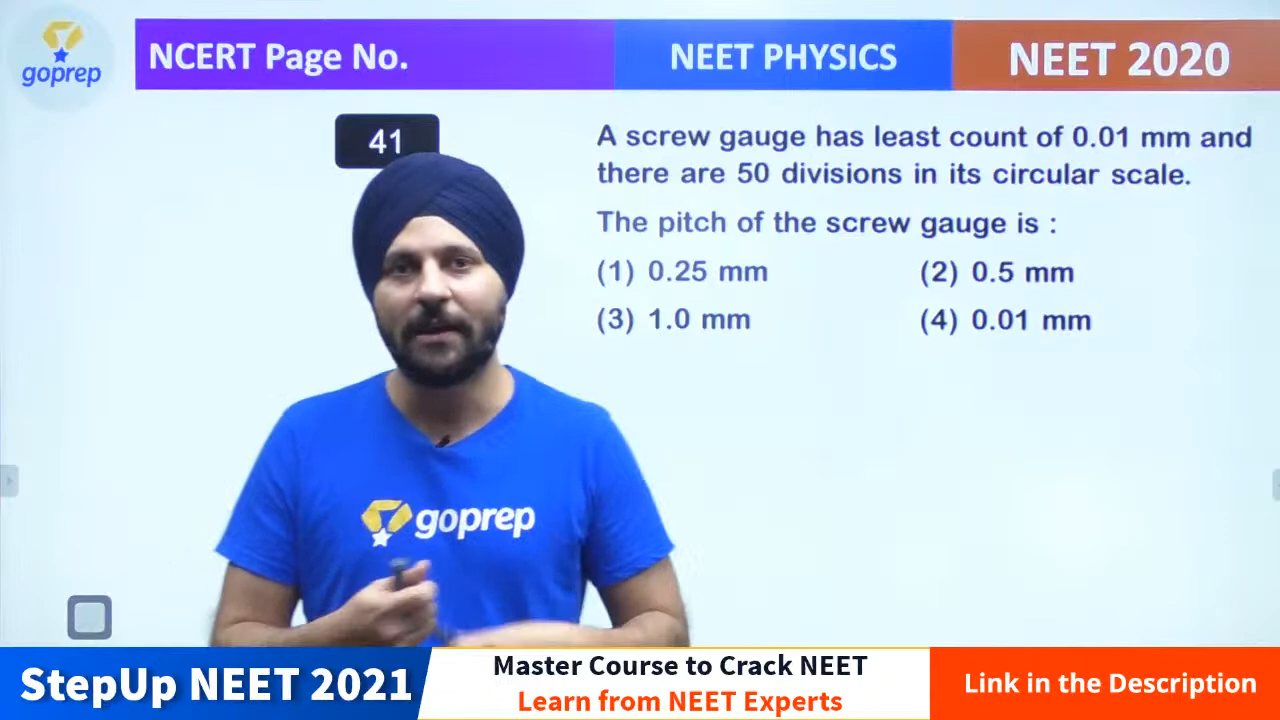 goprep
NCERT Page No.
NEET PHYSICS
NEET 2020
41
A screw gauge has least count of 0.01 mm and
there are 50 divisions in its circular scale.
The pitch of the screw gauge is :
(1) 0.25 mm
(2) 0.5 mm
(3) 1.0 mm
(4) 0.01 mm
goprep
StepUp NEET 2021
Master Course to Crack NEET
Learn from NEET Experts
Link in the Description